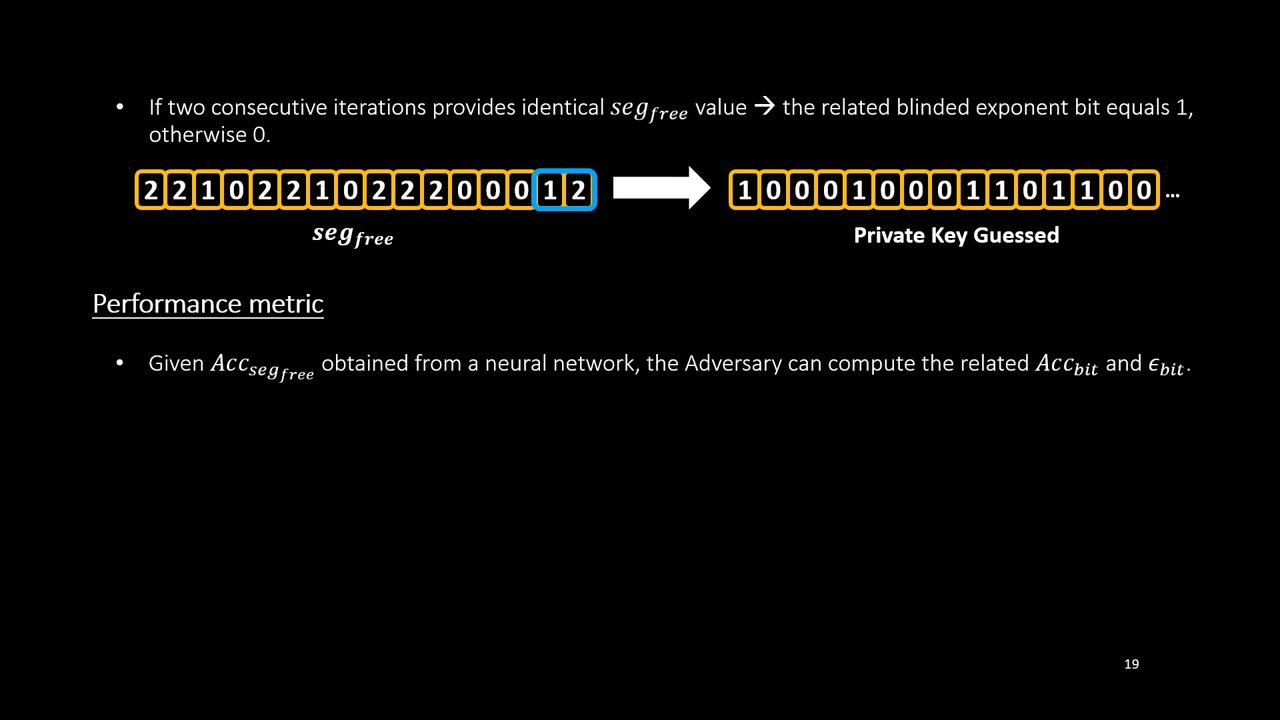 • If two consecutive iterations provides identical seg_free value → the related blinded exponent bit equals 1,
otherwise 0.
2 2 1 0 2 2 1 0 2 2 2 0 0 0 1 2 1 0 0 0 1 0 0 0 1 1 0 1 1 0 0 ...
seg_free Private Key Guessed
Performance metric
• Given Acc_seg_free obtained from a neural network, the Adversary can compute the related Acc_bit and ϵ_bit.
19